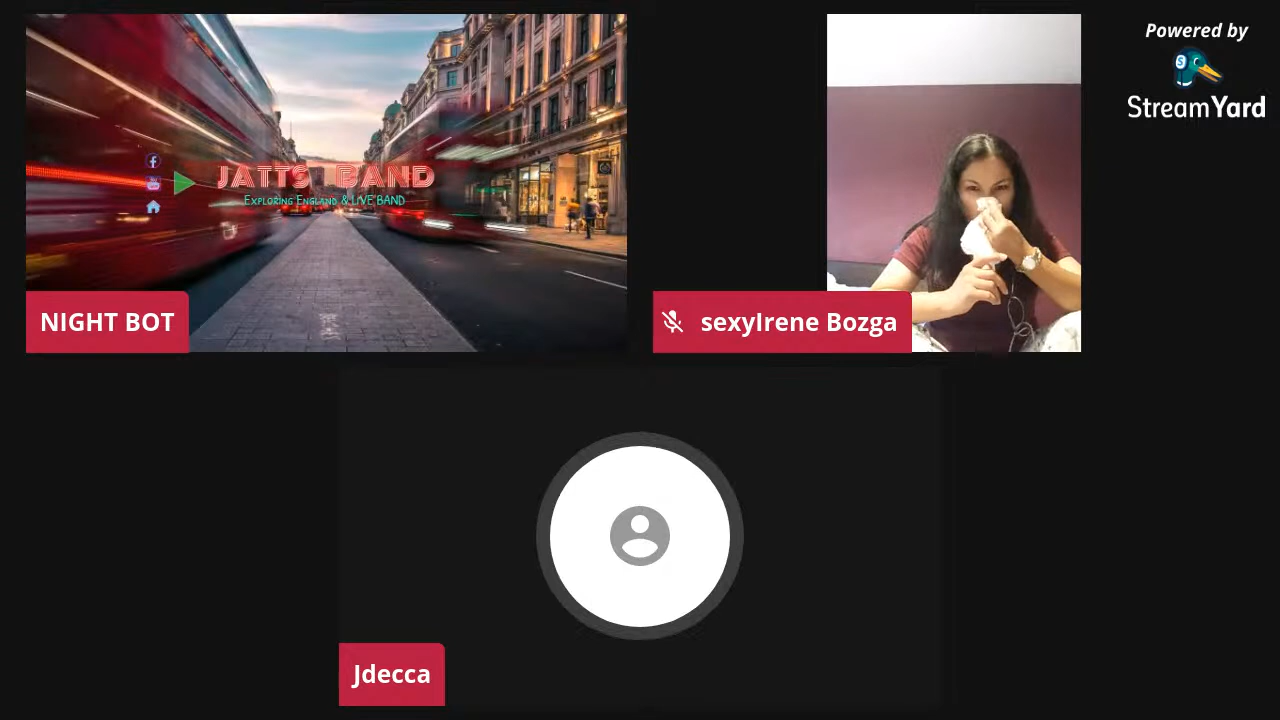 Powered by
StreamYard
JATTS BAND
Exploring England & LIVE BAND
NIGHT BOT
sexyIrene Bozga
Jdecca